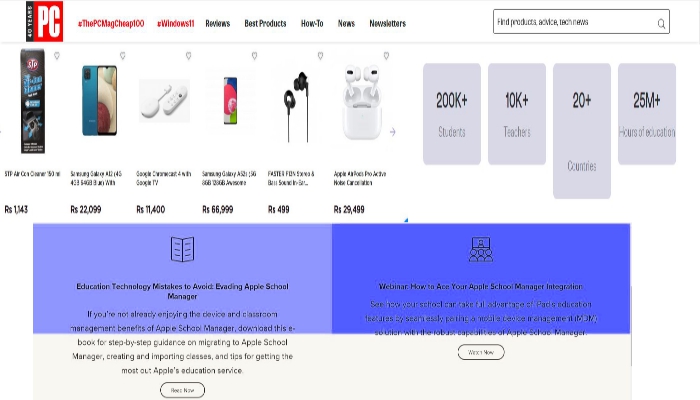 40 YEARS
PC
#ThePCMagCheap100
#Windows11
Reviews
Best Products
How-To
News
Newsletters
Find products, advice, tech news
STP
STP Air Con Cleaner 150 ml
Rs 1,143
Samsung Galaxy A12 (4G
4GB 64GB Blue) With
Rs 22,099
Google Chromecast 4 with
Google TV
Rs 11,400
Samsung Galaxy A52s (5G
8GB 128GB Awesome
Rs 66,999
FASTER F10N Stereo &
Bass Sound In-Ear...
Rs 499
Apple AirPods Pro Active
Noise Cancellation
Rs 29,499
200K+
Students
10K+
Teachers
20+
Countries
25M+
Hours of education
Education Technology Mistakes to Avoid: Evading Apple School
Manager
If you're not already enjoying the device and classroom
management benefits of Apple School Manager, download this e-
book for step-by-step guidance on migrating to Apple School
Manager, creating and importing classes, and tips for getting the
most out Apple's education service.
Read Now
Webinar: How to Ace Your Apple School Manager Integration
See how your school can take full advantage of iPad's education
features by seamlessly pairing a mobile device management (MDM)
solution with the robust capabilities of Apple School Manager.
Watch Now